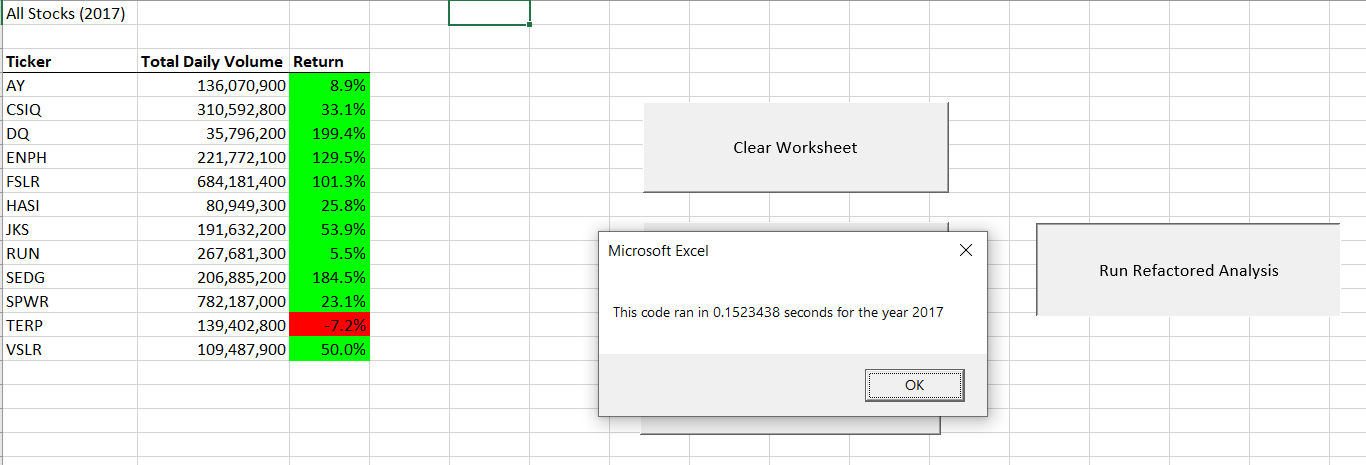 All Stocks (2017)
Ticker Total Daily Volume Return
AY 136,070,900 8.9%
CSIQ 310,592,800 33.1%
DQ 35,796,200 199.4%
ENPH 221,772,100 129.5%
FSLR 684,181,400 101.3%
HASI 80,949,300 25.8%
JKS 191,632,200 53.9%
RUN 267,681,300 5.5%
SEDG 206,885,200 184.5%
SPWR 782,187,000 23.1%
TERP 139,402,800 -7.2%
VSLR 109,487,900 50.0%
Clear Worksheet
Microsoft Excel
This code ran in 0.1523438 seconds for the year 2017
OK
Run Refactored Analysis